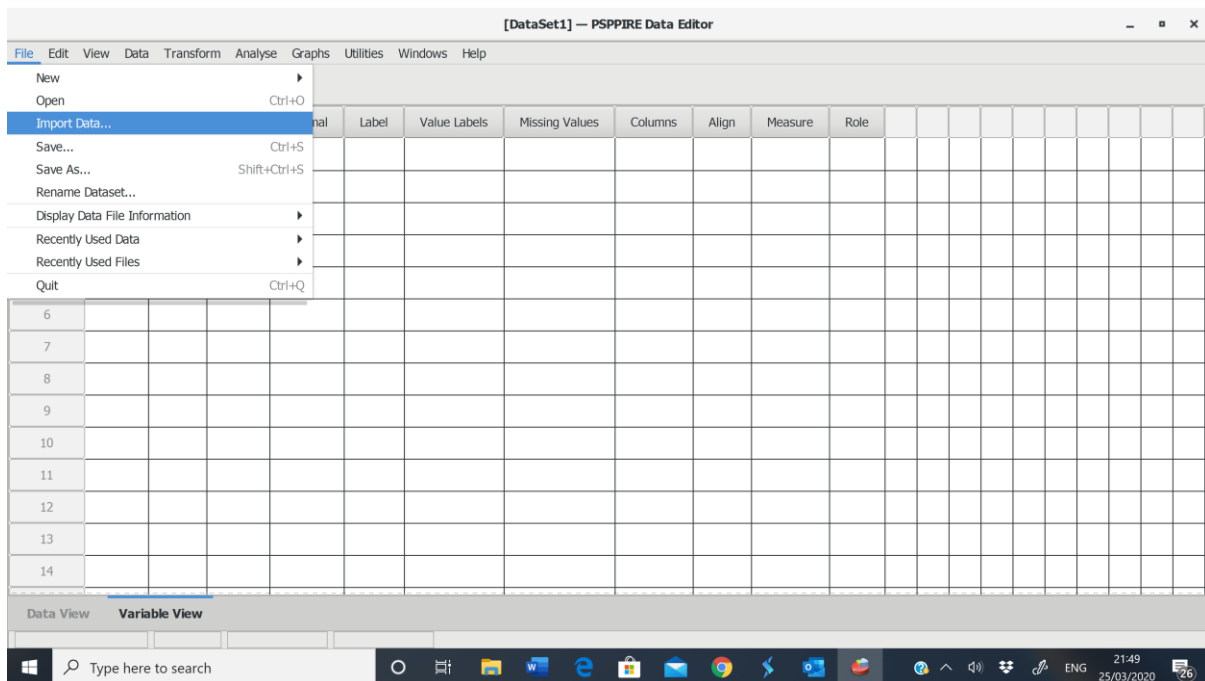 [DataSet1] — PSPPIRE Data Editor
File Edit View Data Transform Analyse Graphs Utilities Windows Help
New
Open Ctrl+O
Import Data...
Save... Ctrl+S
Save As... Shift+Ctrl+S
Rename Dataset...
Display Data File Information
Recently Used Data
Recently Used Files
Quit Ctrl+Q
Label Value Labels Missing Values Columns Align Measure Role
6
7
8
9
10
11
12
13
14
Data View Variable View
Type here to search
ENG
21:49
25/03/2020
26